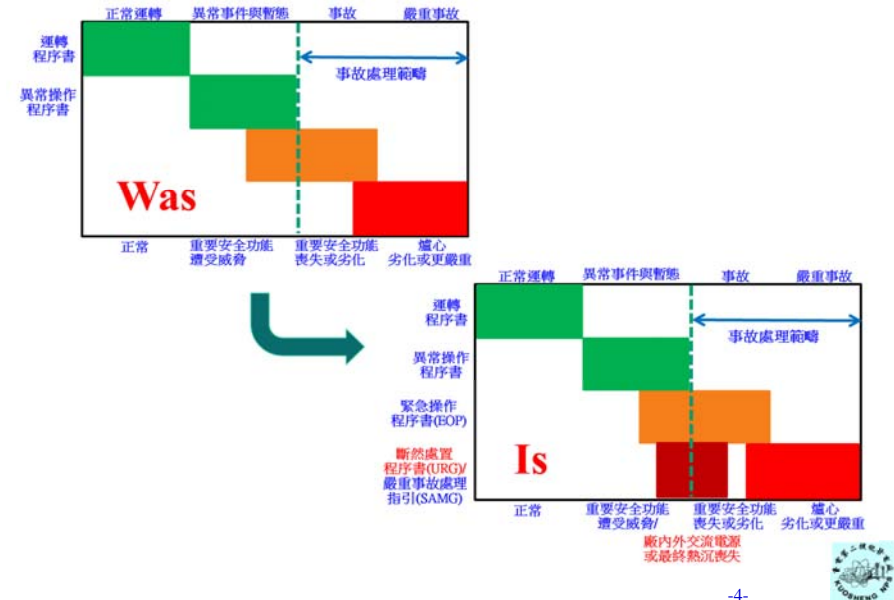 正常運轉 異常事件與暫態 事故 嚴重事故
運轉
程序書
事故處理範疇
異常操作
程序書
Was
正常 重要安全功能 重要安全功能 爐心
遭受威脅 喪失或劣化 劣化或更嚴重
正常運轉 異常事件與暫態 事故 嚴重事故
運轉
程序書
事故處理範疇
異常操作
程序書
緊急操作
程序書(EOP)
斷然處置
程序書(URG)/
嚴重事故處理
指引(SAMG)
Is
正常 重要安全功能 重要安全功能 爐心
遭受威脅/ 喪失或劣化 劣化或更嚴重
廠內外交流電源
或最終熱沉喪失
-4-
KUOSHENG NPS